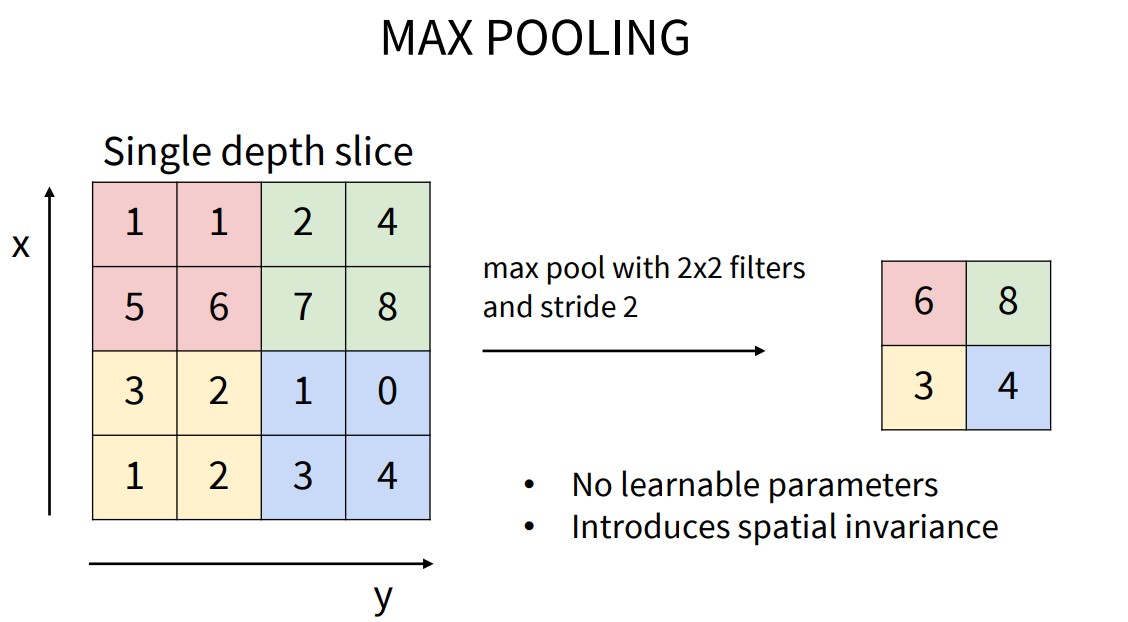 MAX POOLING
Single depth slice
x
1 1 2 4
5 6 7 8
3 2 1 0
1 2 3 4
y
max pool with 2x2 filters
and stride 2
6 8
3 4
• No learnable parameters
• Introduces spatial invariance